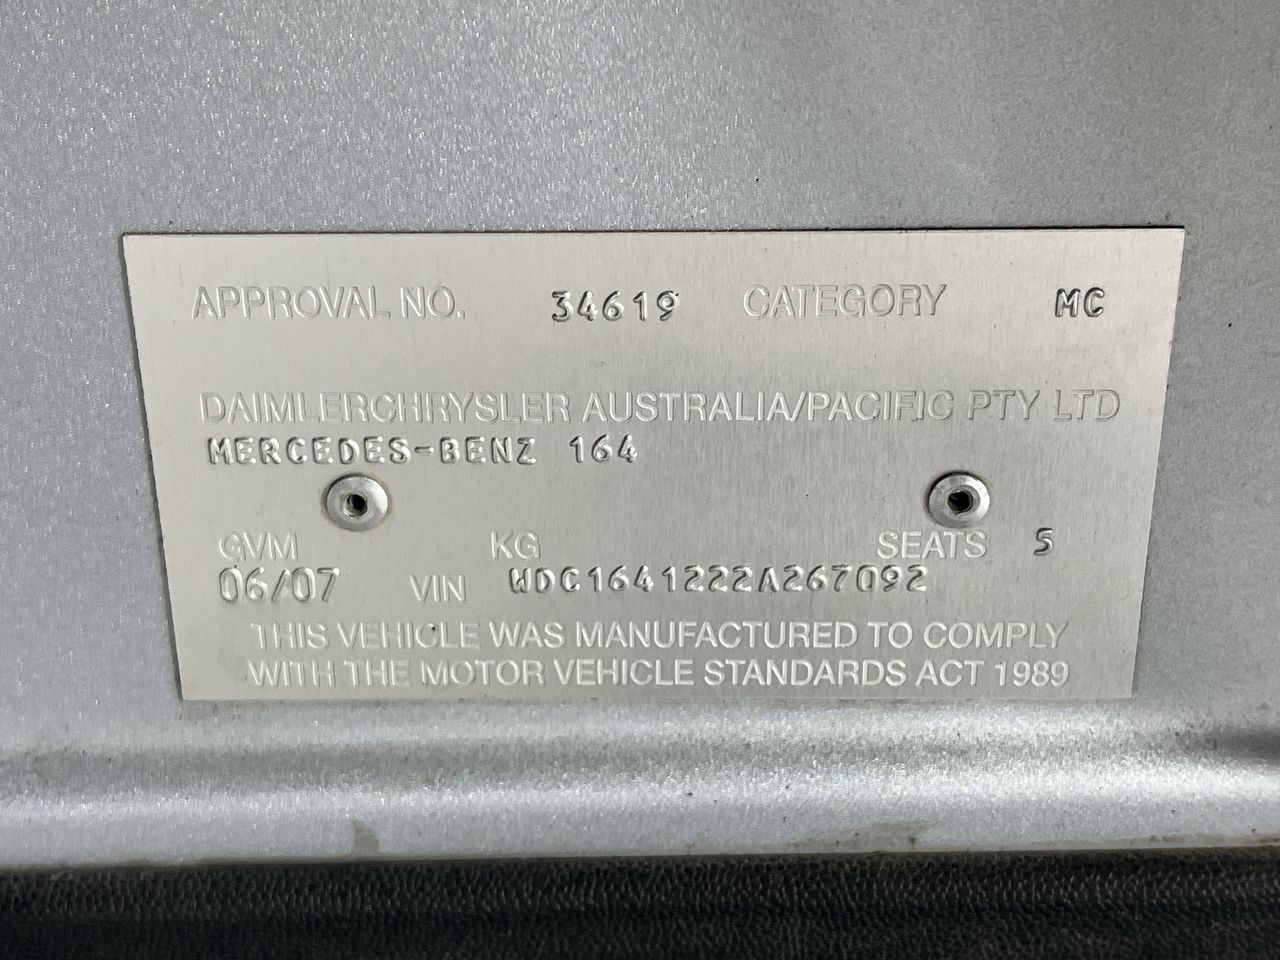 APPROVAL NO. 34619 CATEGORY MC
DAIMLERCHRYSLER AUSTRALIA/PACIFIC PTY LTD
MERCEDES-BENZ 164
GVM KG SEATS 5
06/07 VIN WDC1641222A267092
THIS VEHICLE WAS MANUFACTURED TO COMPLY
WITH THE MOTOR VEHICLE STANDARDS ACT 1989